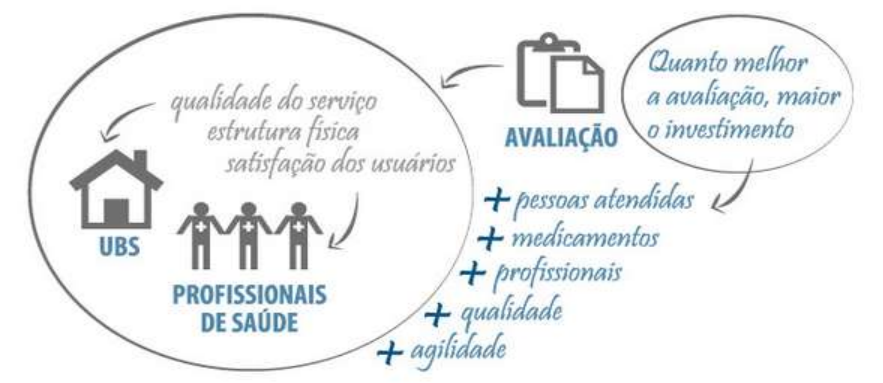 qualidade do serviço
estrutura física
satisfação dos usuários
UBS
PROFISSIONAIS
DE SAÚDE
AVALIAÇÃO
Quanto melhor
a avaliação, maior
o investimento
+ pessoas atendidas
+ medicamentos
+ profissionais
+ qualidade
+ agilidade